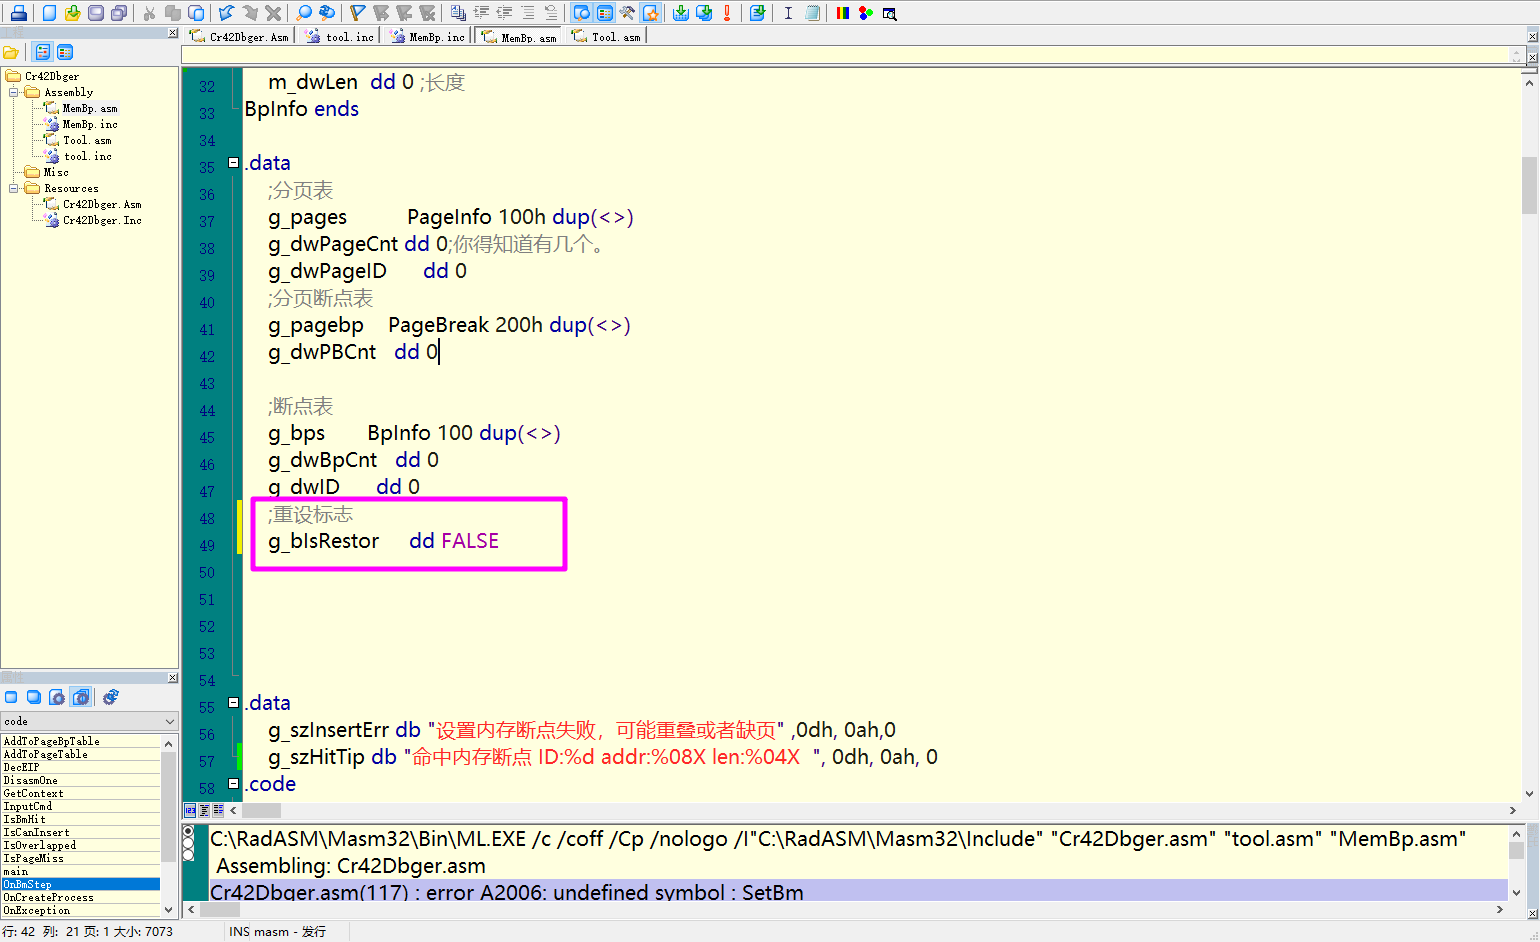 工程
Cr42Dbger.Asm
tool.inc
MemBp.inc
MemBp.asm
Tool.asm
Cr42Dbger
Assembly
MemBp.asm
MemBp.inc
Tool.asm
tool.inc
Misc
Resources
Cr42Dbger.Asm
Cr42Dbger.Inc
32 m_dwLen dd 0 ;长度
33 BpInfo ends
34
35 .data
36 ;分页表
37 g_pages PageInfo 100h dup(<>)
38 g_dwPageCnt dd 0;你得知道有几个。
39 g_dwPageID dd 0
40 ;分页断点表
41 g_pagebp PageBreak 200h dup(<>)
42 g_dwPBCnt dd 0
43
44 ;断点表
45 g_bps BpInfo 100 dup(<>)
46 g_dwBpCnt dd 0
47 g_dwID dd 0
48 ;重设标志
49 g_bIsRestor dd FALSE
50
51
52
53
54
55 .data
56 g_szInsertErr db "设置内存断点失败，可能重叠或者缺页" ,0dh, 0ah,0
57 g_szHitTip db "命中内存断点 ID:%d addr:%08X len:%04X  ", 0dh, 0ah, 0
58 .code
属性
code
AddToPageBpTable
AddToPageTable
DecEIP
DisasmOne
GetContext
InputCmd
IsBmHit
IsCanInsert
IsOverlapped
IsPageMiss
main
OnBmStep
OnCreateProcess
OnException
C:\RadASM\Masm32\Bin\ML.EXE /c /coff /Cp /nologo /I"C:\RadASM\Masm32\Include" "Cr42Dbger.asm" "tool.asm" "MemBp.asm"
Assembling: Cr42Dbger.asm
Cr42Dbger.asm(117) : error A2006: undefined symbol : SetBm
行: 42 列: 21 页: 1 大小: 7073
INS masm - 发行